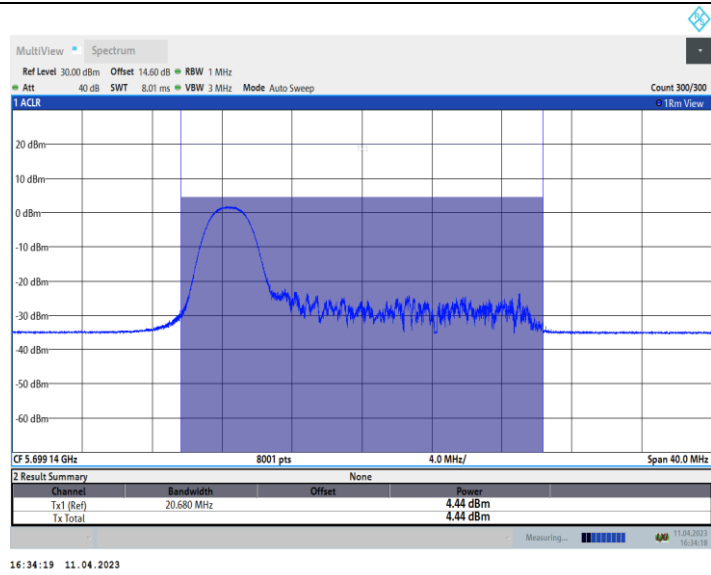 MultiView Spectrum
Ref Level 30.00 dBm Offset 14.60 dB RBW 1 MHz
Att 40 dB SWT 8.01 ms VBW 3 MHz Mode Auto Sweep Count 300/300
1 ACLR 1Rm View
20 dBm
10 dBm
0 dBm
-10 dBm
-20 dBm
-30 dBm
-40 dBm
-50 dBm
-60 dBm
CF 5.699 14 GHz 8001 pts 4.0 MHz/ Span 40.0 MHz
2 Result Summary None
Channel Bandwidth Offset Power
Tx1 (Ref) 20.680 MHz 4.44 dBm
Tx Total 4.44 dBm
Measuring... 11.04.2023
16:34:18
16:34:19 11.04.2023